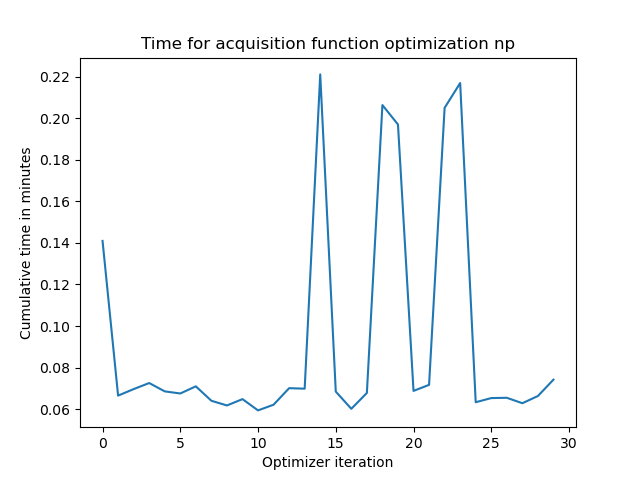 Time for acquisition function optimization np
0.22
0.20
0.18
0.16
0.14
0.12
0.10
0.08
0.06
Cumulative time in minutes
0 5 10 15 20 25 30
Optimizer iteration